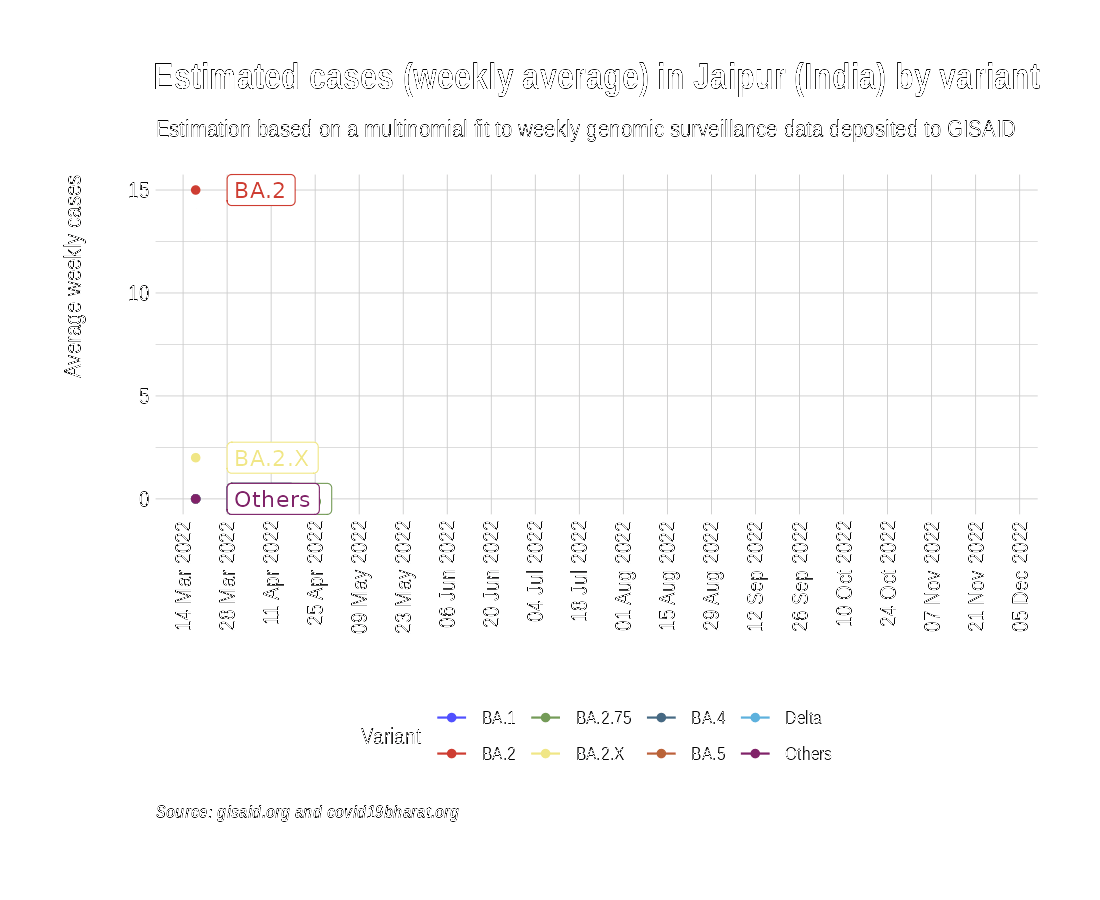 Estimated cases (weekly average) in Jaipur (India) by variant
Estimation based on a multinomial fit to weekly genomic surveillance data deposited to GISAID
Average weekly cases
15
10
5
0
BA.2
BA.2.X
Others
14 Mar 2022
28 Mar 2022
11 Apr 2022
25 Apr 2022
09 May 2022
23 May 2022
06 Jun 2022
20 Jun 2022
04 Jul 2022
18 Jul 2022
01 Aug 2022
15 Aug 2022
29 Aug 2022
12 Sep 2022
26 Sep 2022
10 Oct 2022
24 Oct 2022
07 Nov 2022
21 Nov 2022
05 Dec 2022
Variant
BA.1 BA.2.75 BA.4 Delta
BA.2 BA.2.X BA.5 Others
Source: gisaid.org and covid19bharat.org